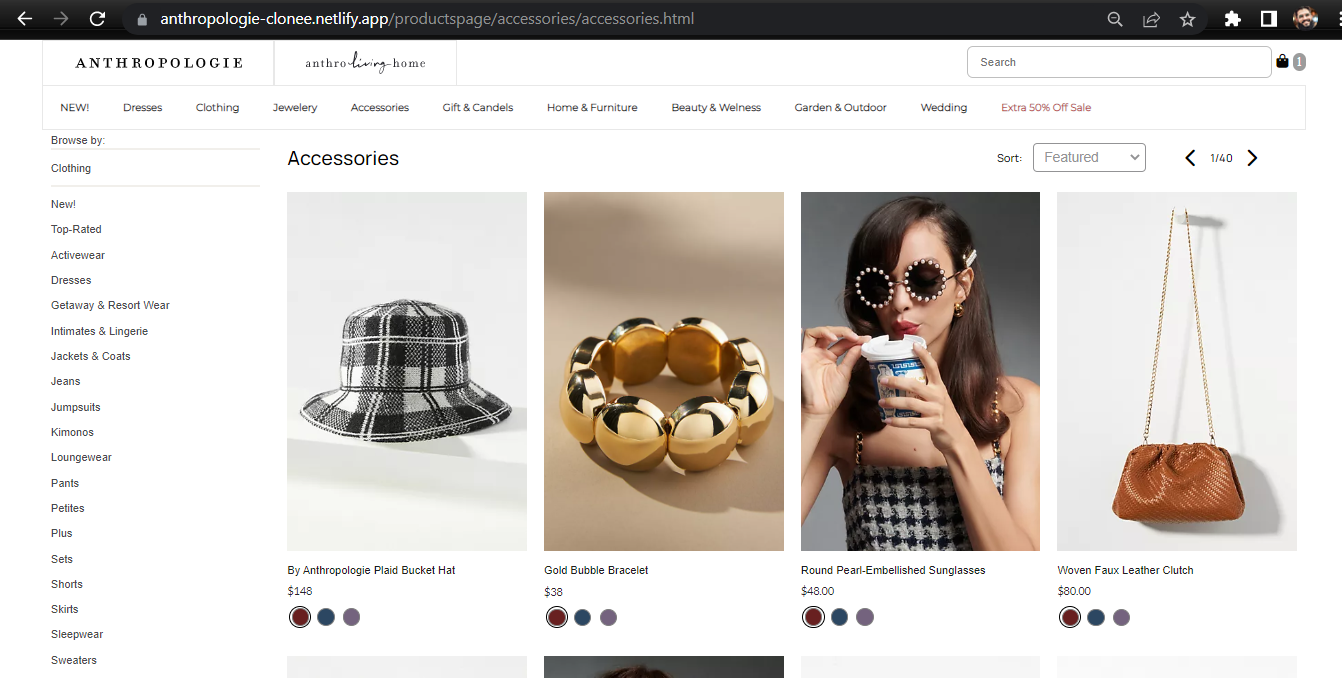 anthropologie-clonee.netlify.app/productspage/accessories/accessories.html
ANTHROPOLOGIE
anthroliving home
Search
1
NEW!
Dresses
Clothing
Jewelery
Accessories
Gift & Candels
Home & Furniture
Beauty & Welness
Garden & Outdoor
Wedding
Extra 50% Off Sale
Browse by:
Clothing
New!
Top-Rated
Activewear
Dresses
Getaway & Resort Wear
Intimates & Lingerie
Jackets & Coats
Jeans
Jumpsuits
Kimonos
Loungewear
Pants
Petites
Plus
Sets
Shorts
Skirts
Sleepwear
Sweaters
Accessories
Sort:
Featured
1/40
By Anthropologie Plaid Bucket Hat
$148
Gold Bubble Bracelet
$38
Round Pearl-Embellished Sunglasses
$48.00
Woven Faux Leather Clutch
$80.00